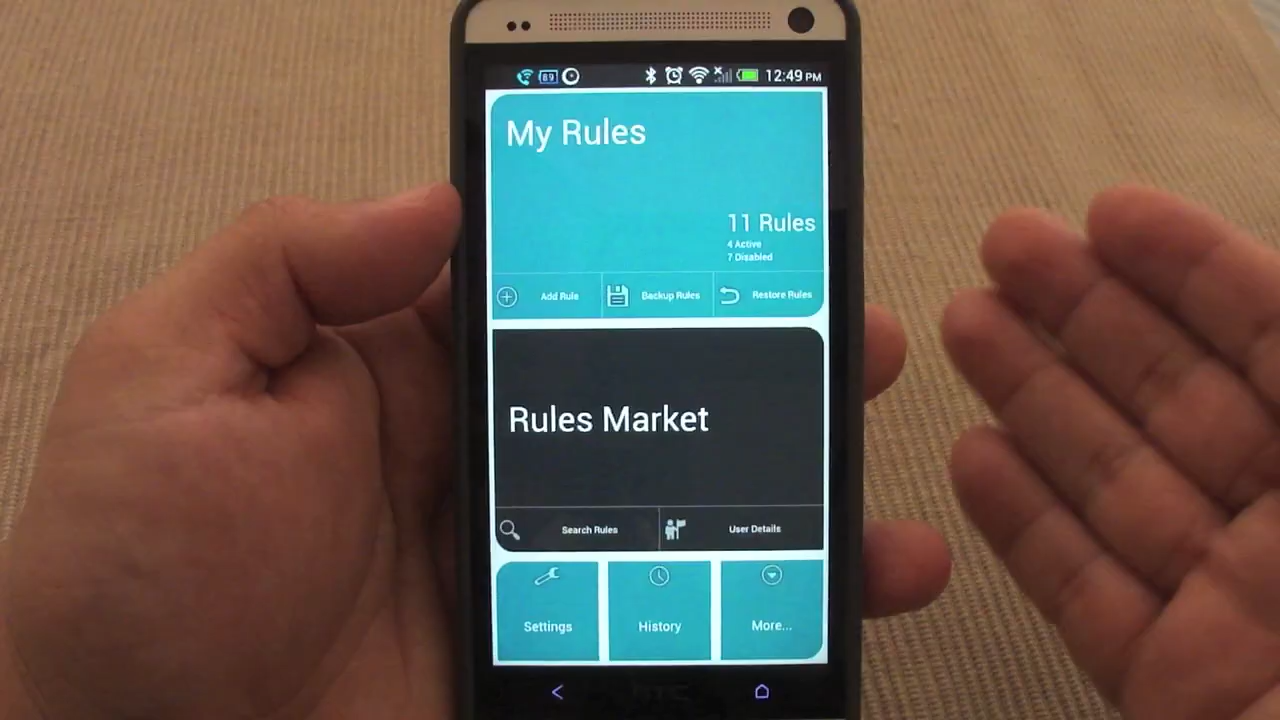 89
12:49 PM
My Rules
11 Rules
4 Active
7 Disabled
Add Rule
Backup Rules
Restore Rules
Rules Market
Search Rules
User Details
Settings
History
More...
hTC